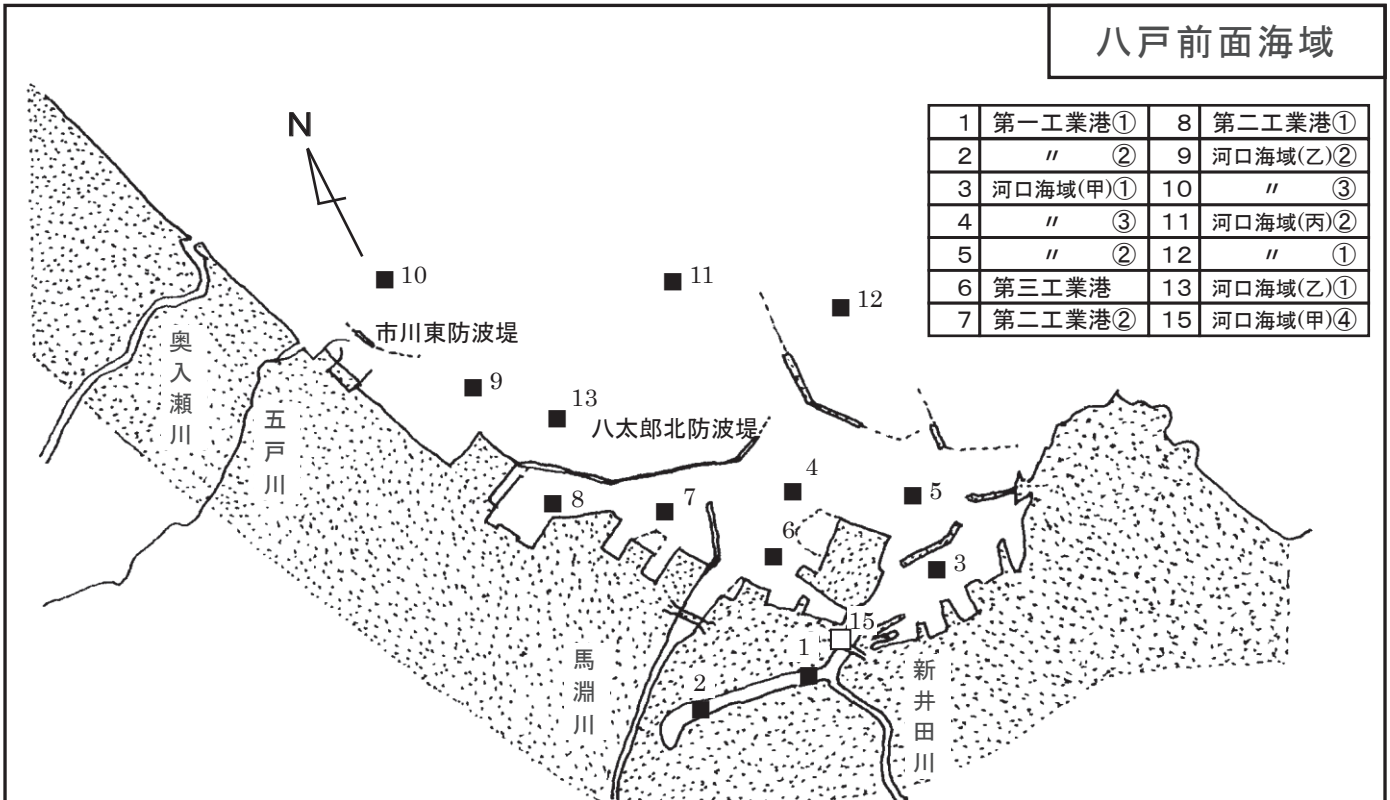 八戸前面海域
N
1 第一工業港① 8 第二工業港①
2 〃 ② 9 河口海域(乙)②
3 河口海域(甲)① 10 〃 ③
4 〃 ③ 11 河口海域(丙)②
5 〃 ② 12 〃 ①
6 第三工業港 13 河口海域(乙)①
7 第二工業港② 15 河口海域(甲)④
10
11
12
市川東防波堤
奥入瀬川
五戸川
9
13
八太郎北防波堤
4
5
8
7
6
3
15
1
2
馬淵川
新井田川